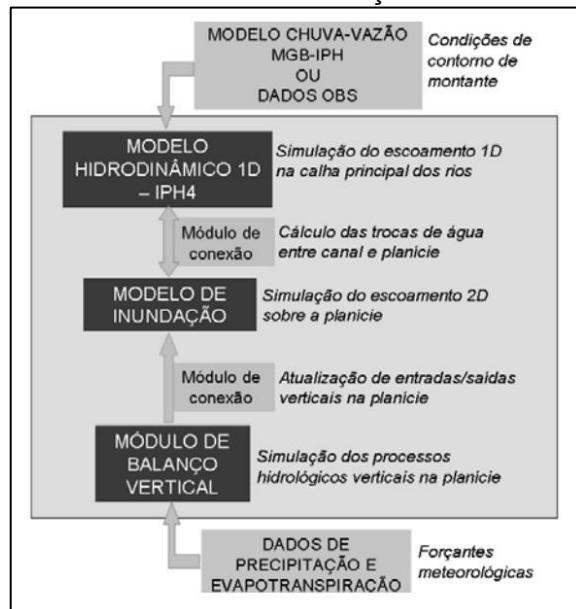 MODELO CHUVA-VAZÃO
MGB-IPH
OU
DADOS OBS
Condições de
contorno de
montante
MODELO
HIDRODINÂMICO 1D
– IPH4
Simulação do escoamento 1D
na calha principal dos rios
Módulo de
conexão
Cálculo das trocas de água
entre canal e planície
MODELO DE
INUNDAÇÃO
Simulação do escoamento 2D
sobre a planície
Módulo de
conexão
Atualização de entradas/saídas
verticais na planície
MÓDULO DE
BALANÇO
VERTICAL
Simulação dos processos
hidrológicos verticais na planície
DADOS DE
PRECIPITAÇÃO E
EVAPOTRANSPIRAÇÃO
Forçantes
meteorológicas